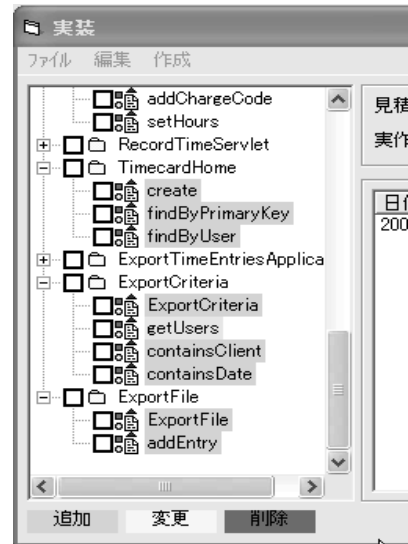 実装
ファイル 編集 作成
addChargeCode
setHours
RecordTimeServlet
TimecardHome
create
findByPrimaryKey
findByUser
ExportTimeEntriesApplica
ExportCriteria
ExportCriteria
getUsers
containsClient
containsDate
ExportFile
ExportFile
addEntry
追加 変更 削除
見積
実作
日付
200